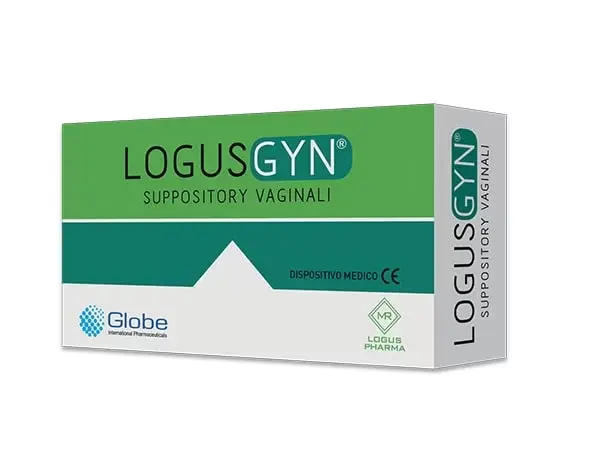 LOGUSGYN®
SUPPOSITORY VAGINALI
DISPOSITIVO MEDICO CE
Globe
International Pharmaceuticals
MR
LOGUS
PHARMA
LOGUSGYN®
SUPPOSITORY VAGINALI